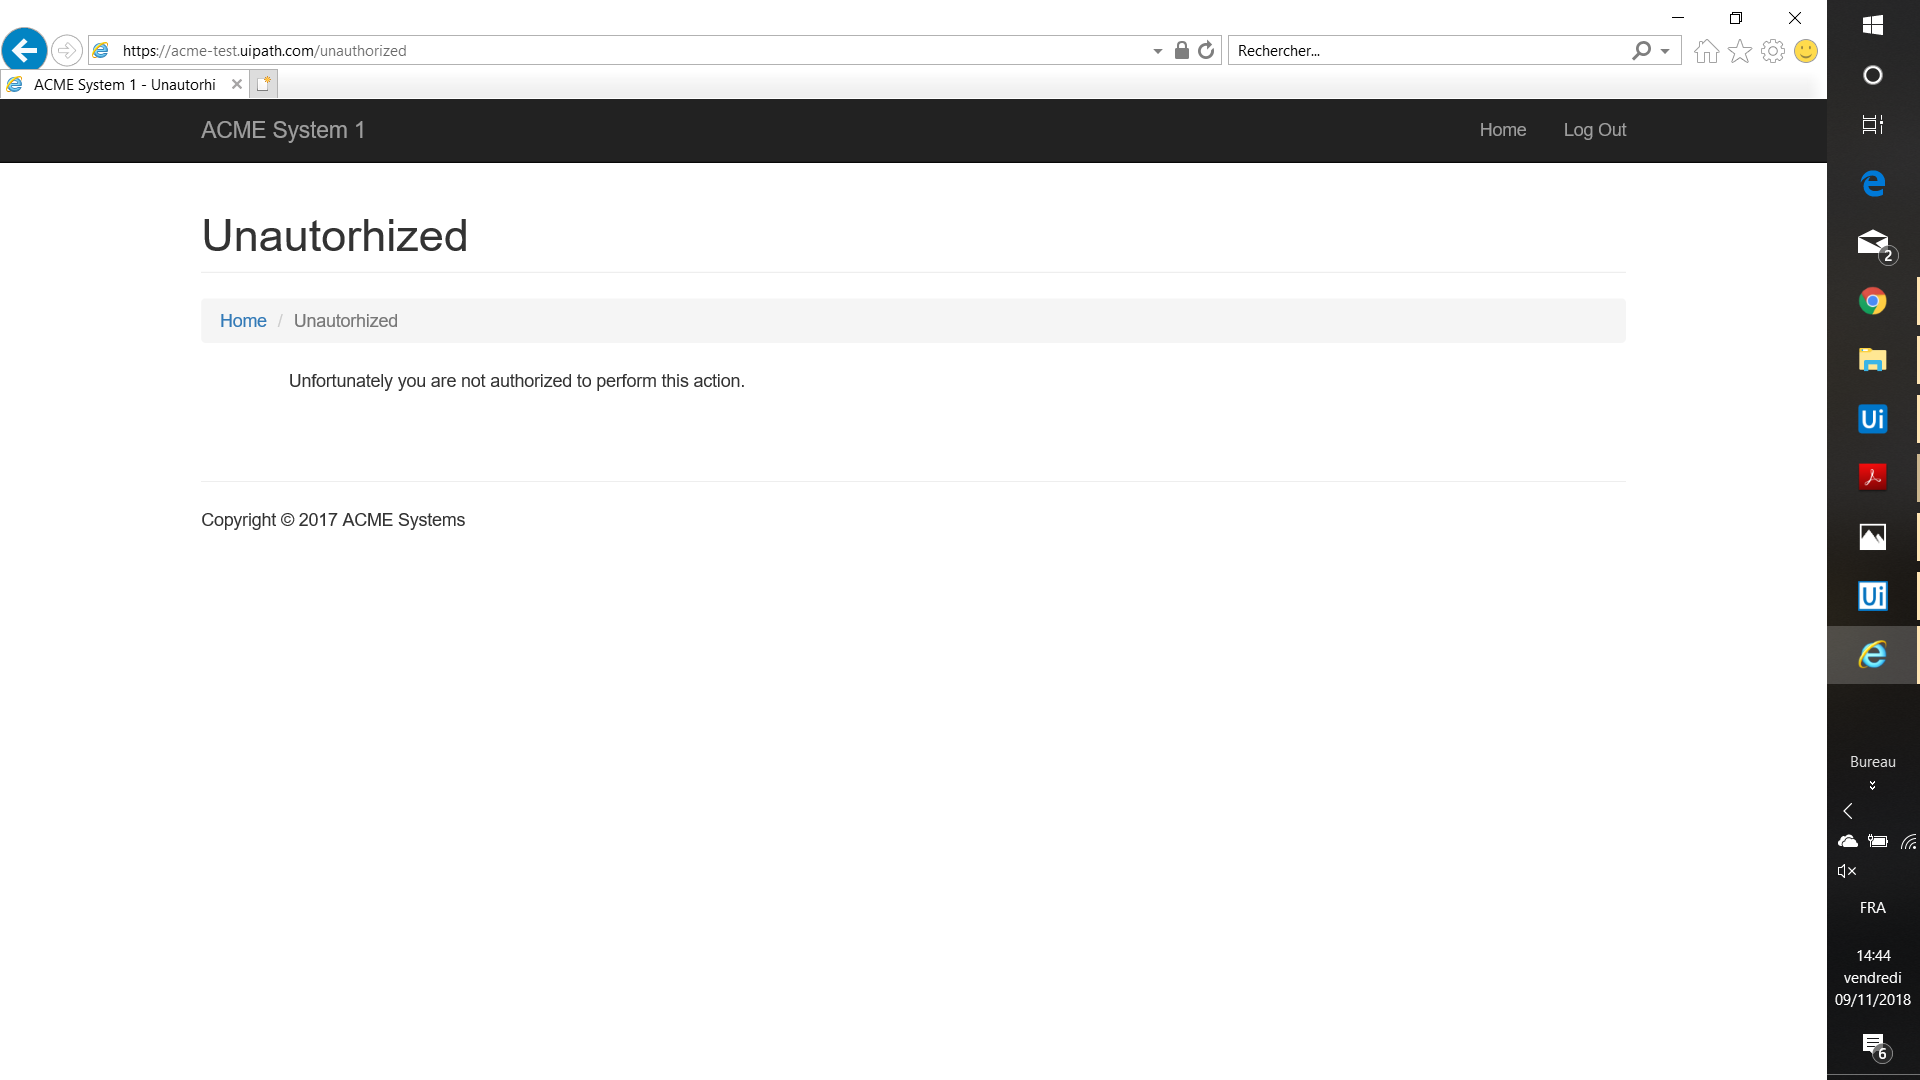 https://acme-test.uipath.com/unauthorized
Rechercher...
ACME System 1 - Unautorhi
ACME System 1
Home
Log Out
Unautorhized
Home / Unautorhized
Unfortunately you are not authorized to perform this action.
Copyright © 2017 ACME Systems
2
Ui
Ui
Bureau
FRA
14:44
vendredi
09/11/2018
6